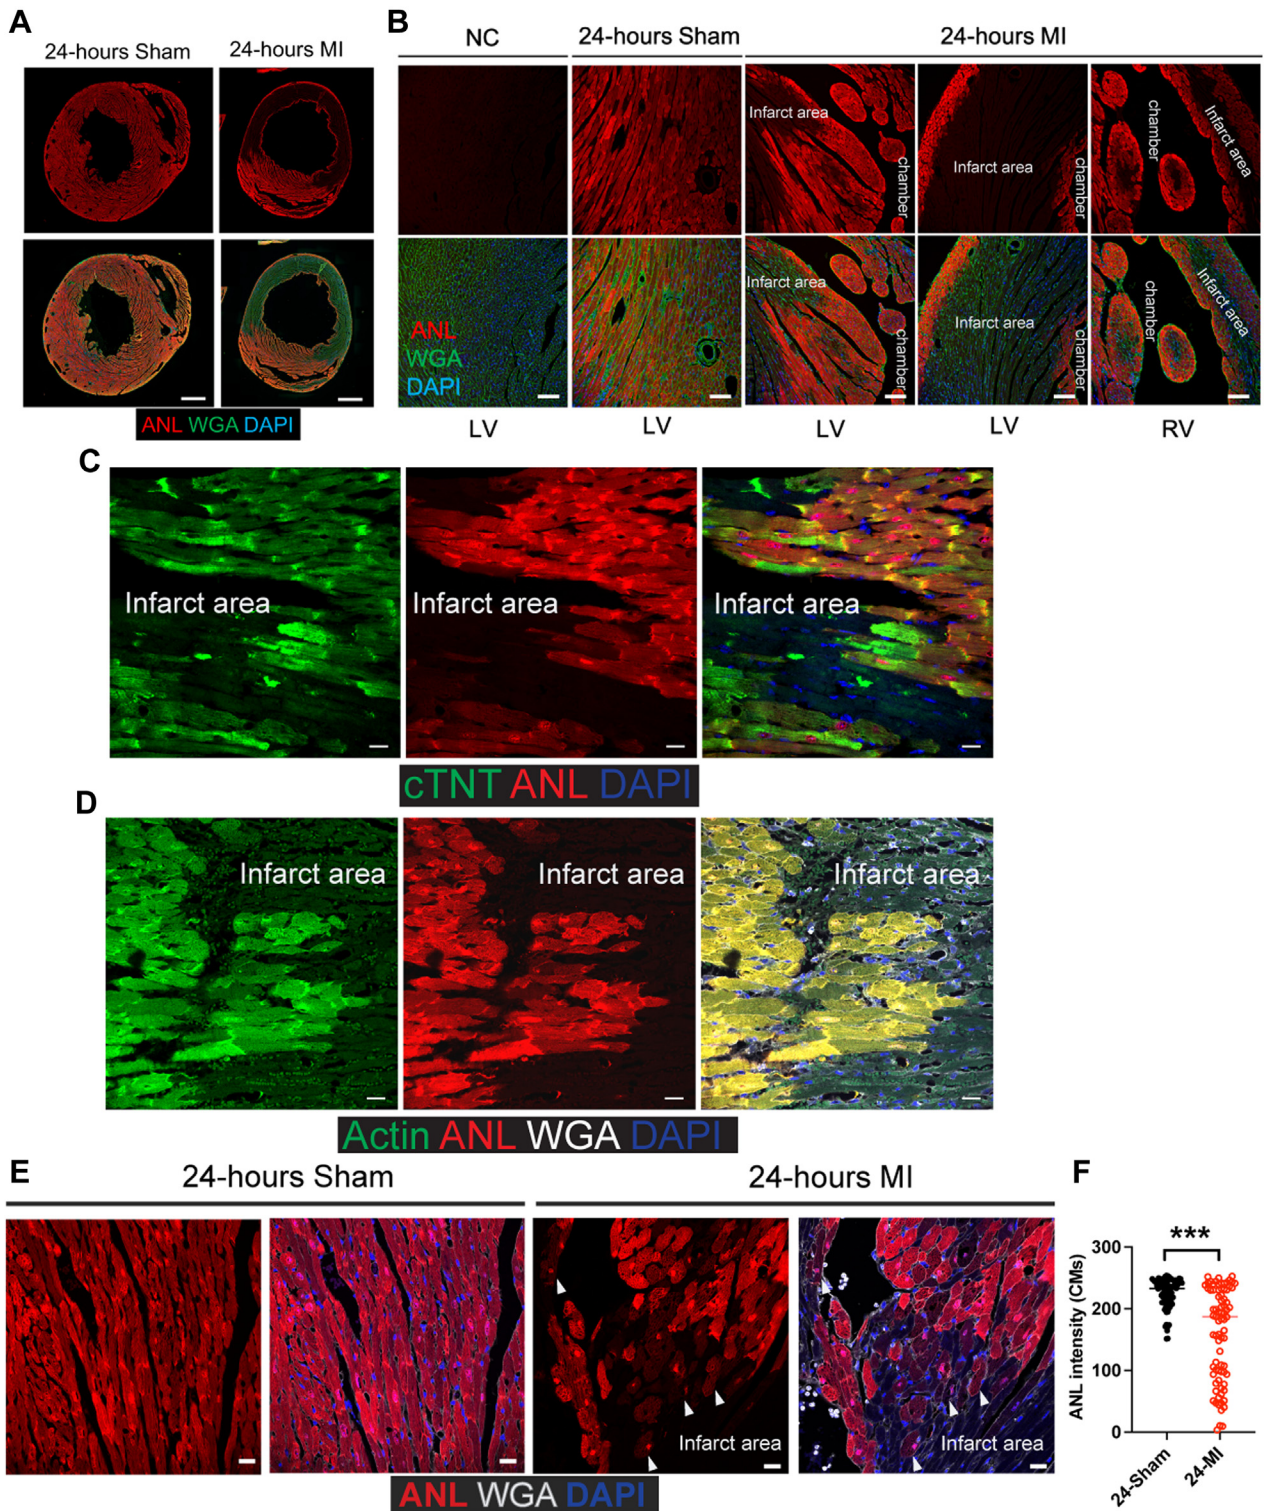 A
24-hours Sham
24-hours MI
ANL WGA DAPI
B
NC
24-hours Sham
24-hours MI
Infarct area
chamber
Infarct area
chamber
chamber
Infarct area
ANL
WGA
DAPI
Infarct area
chamber
Infarct area
chamber
chamber
Infarct area
LV
LV
LV
LV
RV
C
Infarct area
Infarct area
Infarct area
cTNT ANL DAPI
D
Infarct area
Infarct area
Infarct area
Actin ANL WGA DAPI
E
24-hours Sham
24-hours MI
Infarct area
Infarct area
ANL WGA DAPI
F
***
ANL intensity (CMs)
300
200
100
0
24-Sham
24-MI